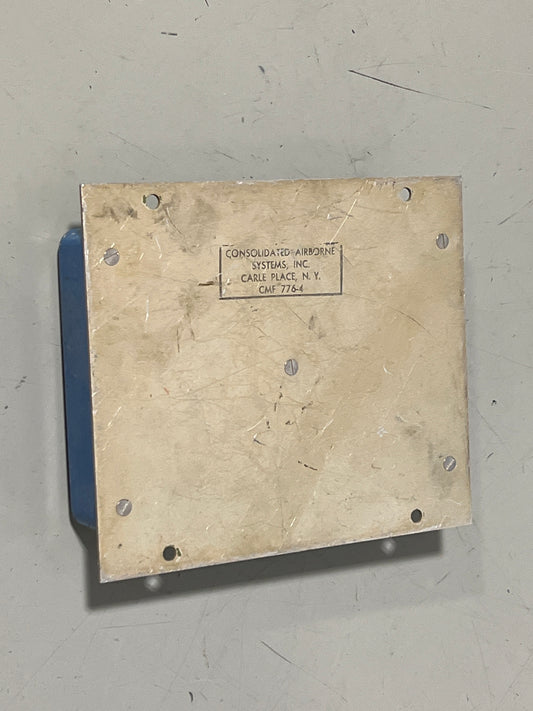 CONSOLIDATED AIRBORNE
SYSTEMS, INC.
CARLE PLACE, N. Y.
CMF 776-4